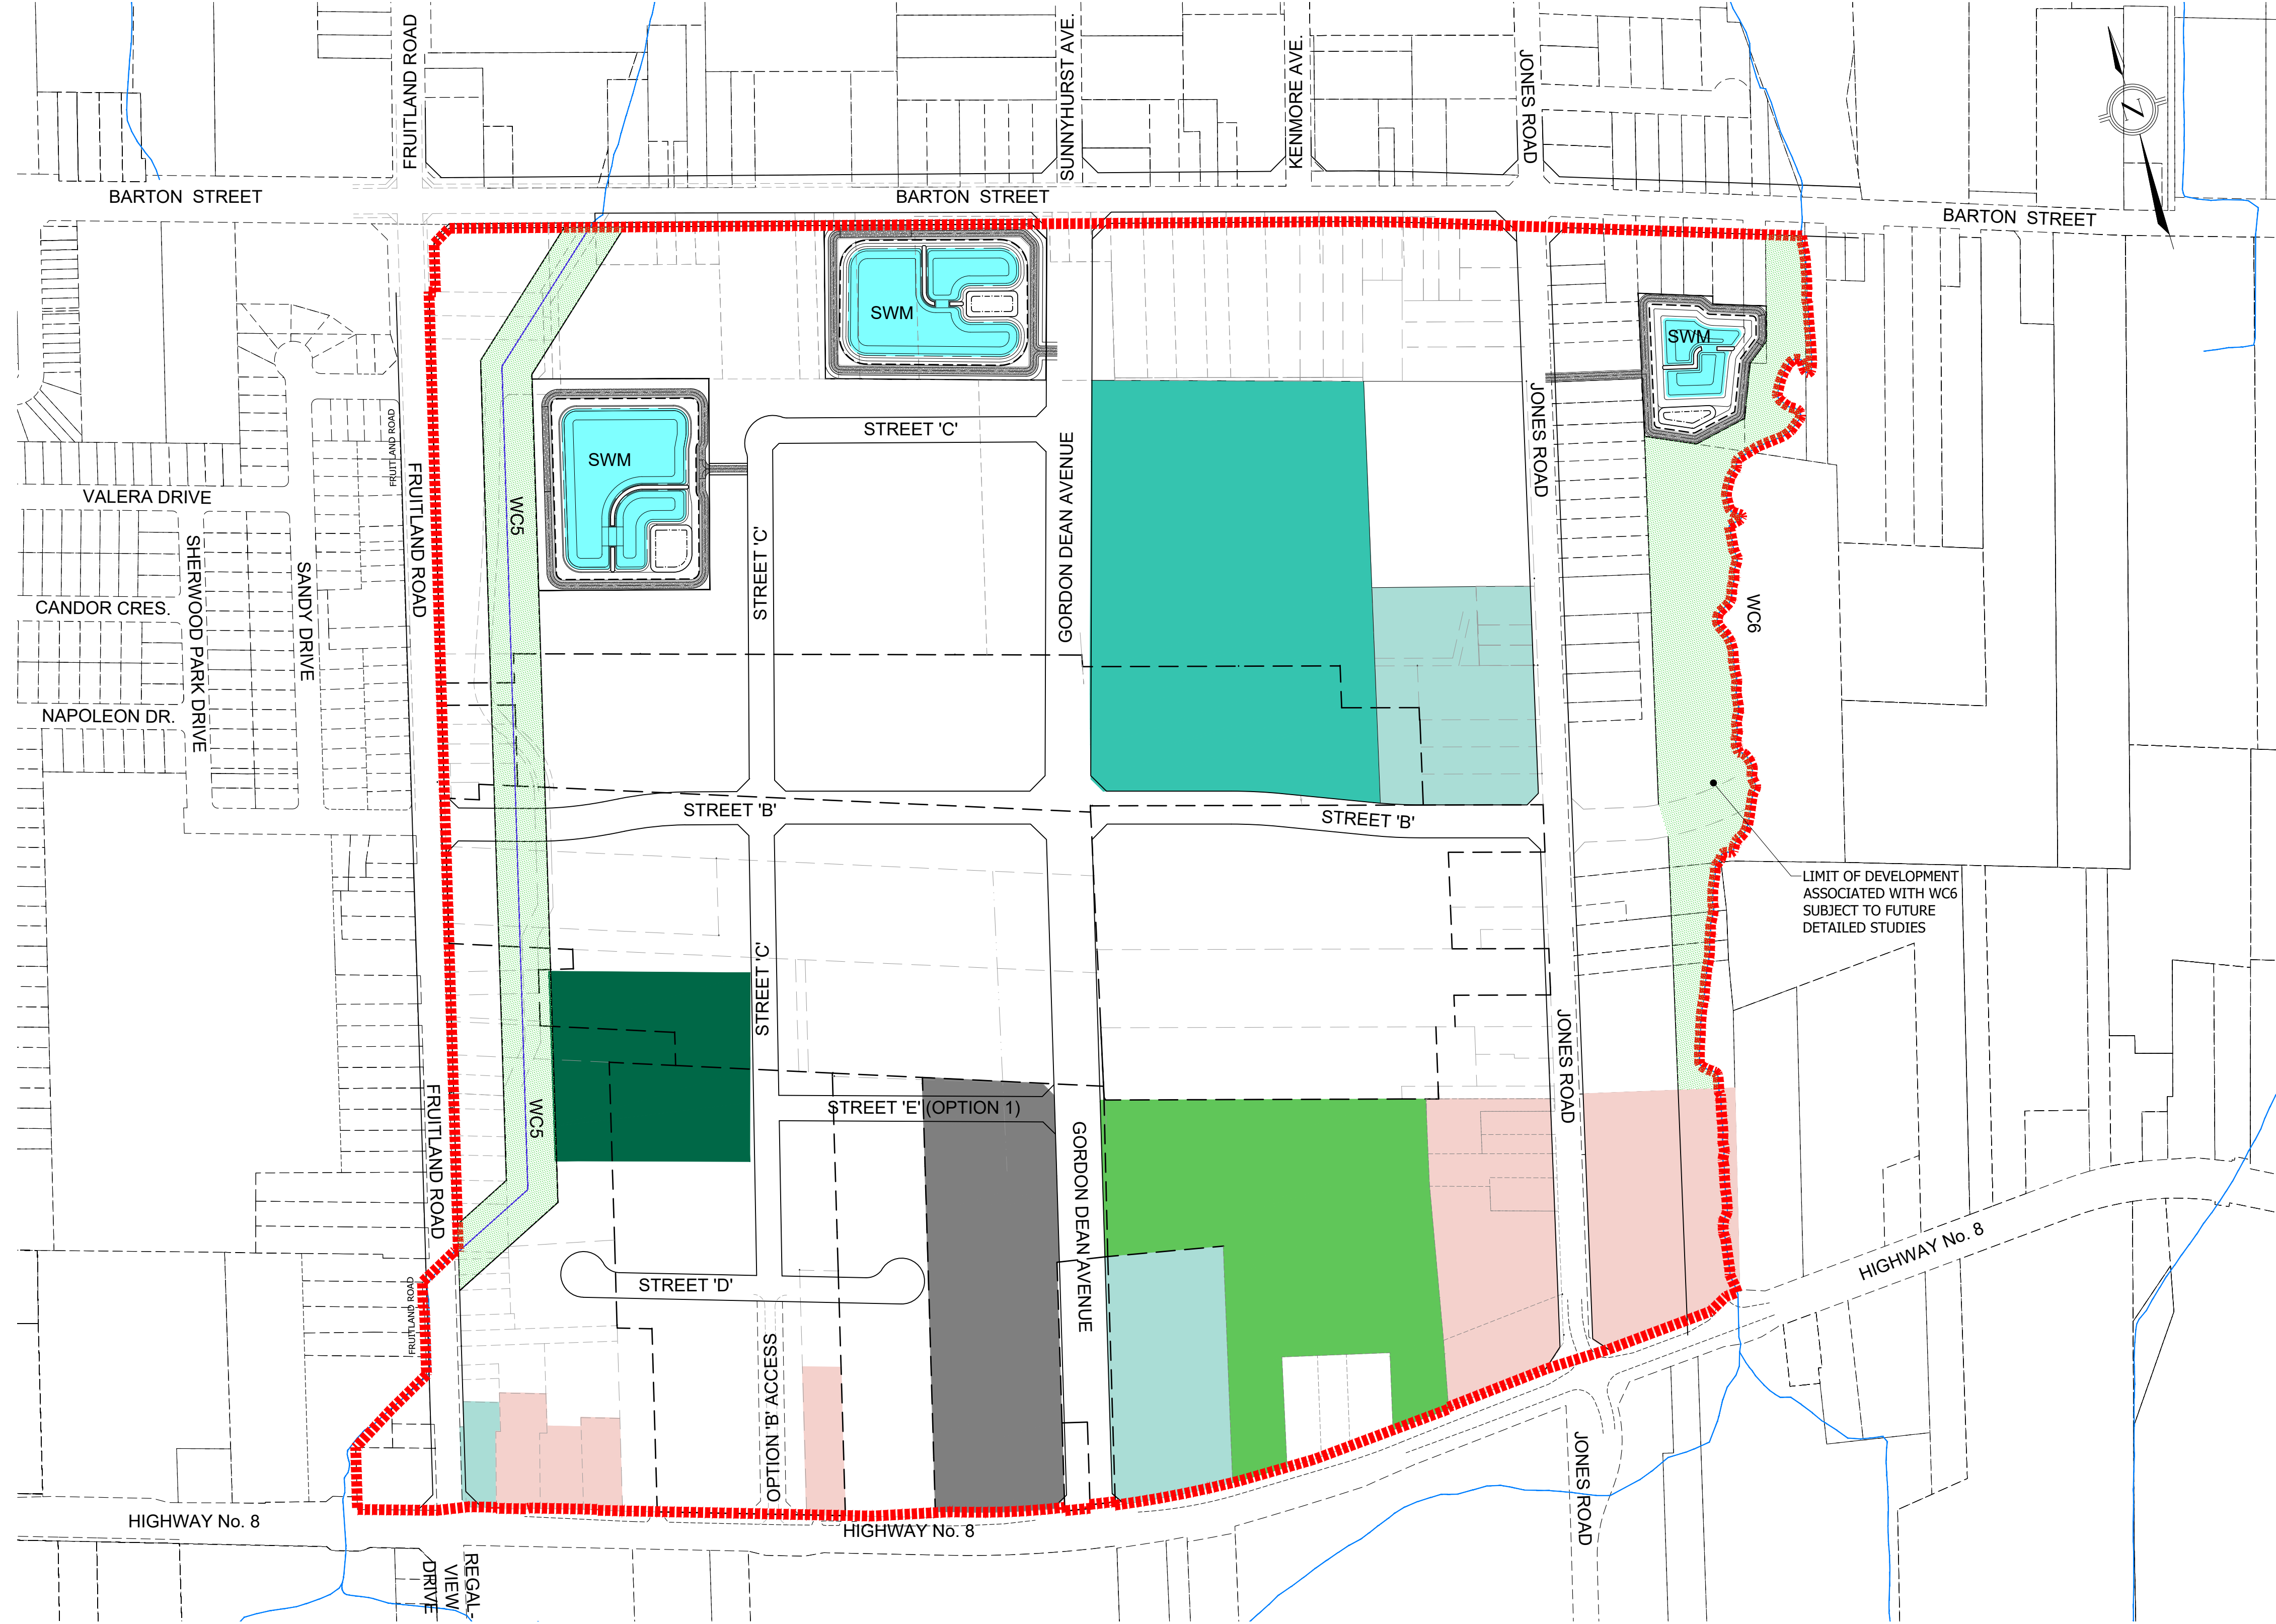 FRUITLAND ROAD
SUNNYHURST AVE.
KENMORE AVE.
JONES ROAD
N
BARTON STREET
BARTON STREET
BARTON STREET
SWM
SWM
SWM
STREET 'C'
FRUITLAND ROAD
FRUITLAND ROAD
WC5
STREET 'C'
GORDON DEAN AVENUE
JONES ROAD
VALERA DRIVE
SHERWOOD PARK DRIVE
SANDY DRIVE
CANDOR CRES.
NAPOLEON DR.
WC6
STREET 'B'
STREET 'B'
LIMIT OF DEVELOPMENT
ASSOCIATED WITH WC6
SUBJECT TO FUTURE
DETAILED STUDIES
STREET 'C'
JONES ROAD
FRUITLAND ROAD
WC5
STREET 'E' (OPTION 1)
GORDON DEAN AVENUE
STREET 'D'
FRUITLAND ROAD
OPTION 'B' ACCESS
HIGHWAY No. 8
JONES ROAD
HIGHWAY No. 8
HIGHWAY No. 8
REGAL-
VIEW
DRIVE